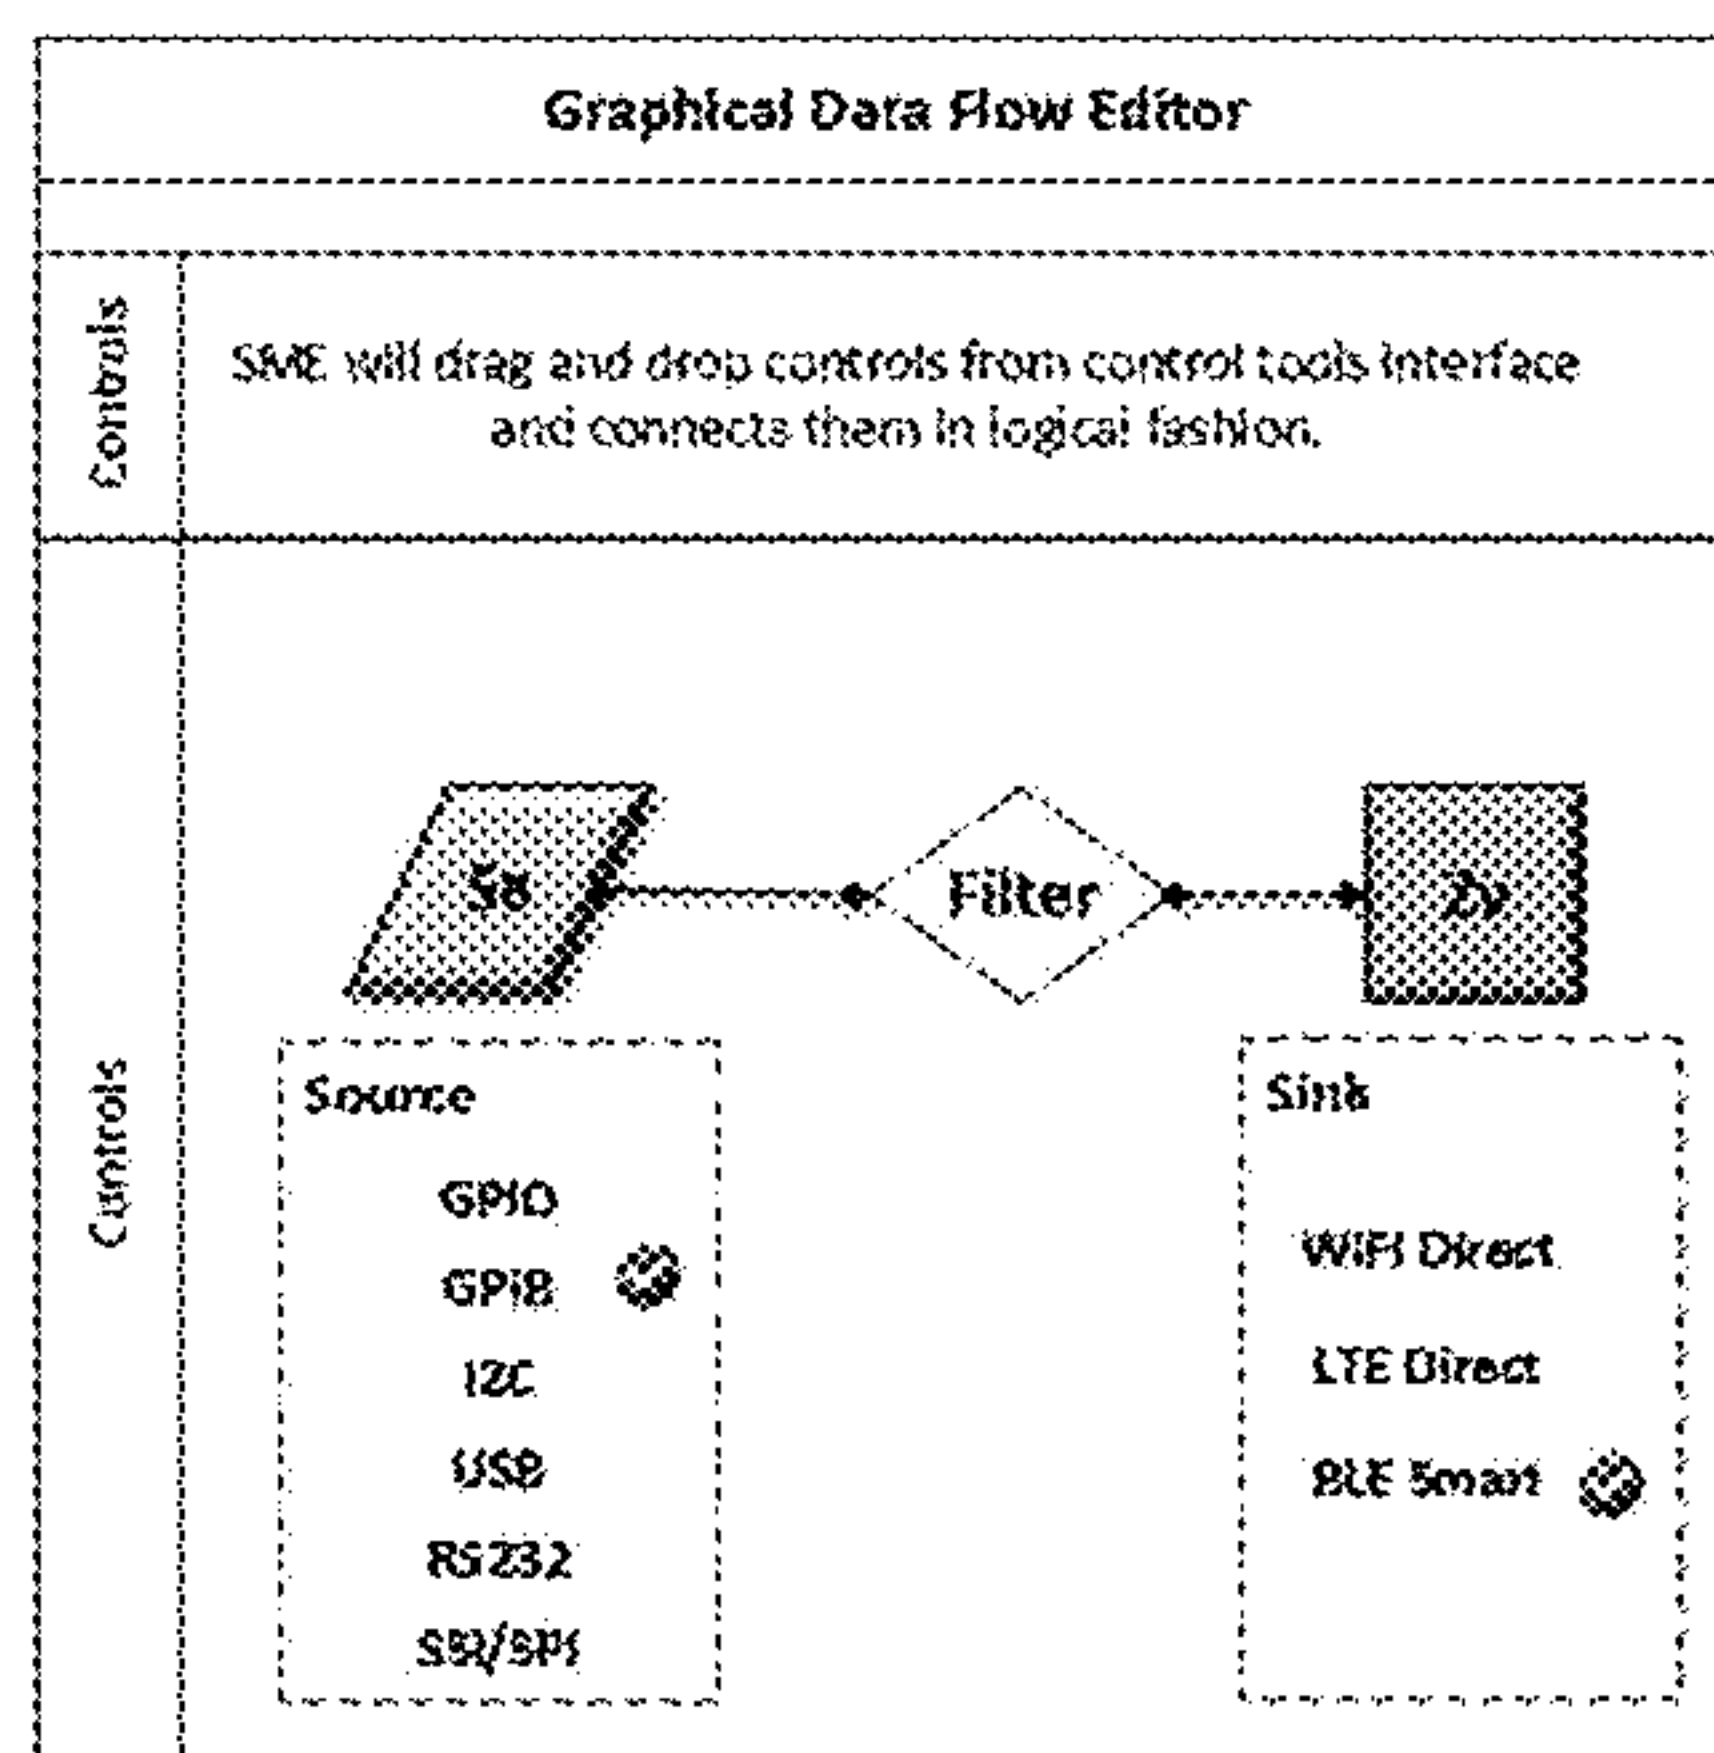 Graphical Data Flow Editor
Controls
SME will drag and drop controls from control tools interface
and connects them in logical fashion.
Controls
Filter
Source
GPIO
GPIB
I2C
USB
RS232
SSI/SPI
Sink
WiFi Direct
LTE Direct
BLE Smart